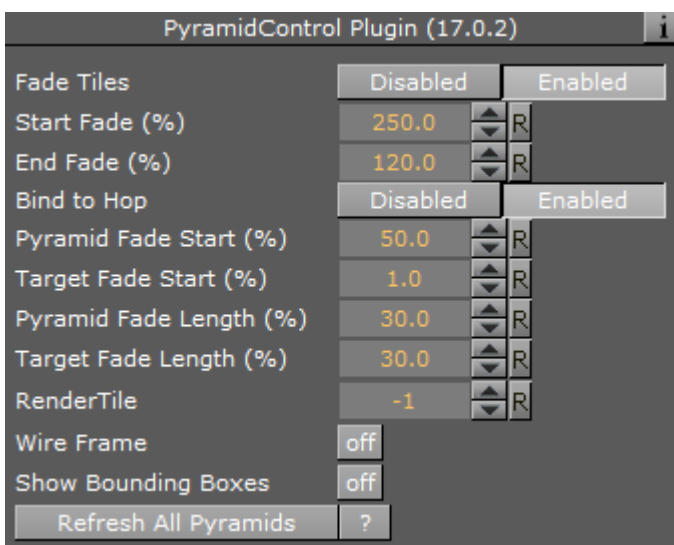 PyramidControl Plugin (17.0.2) i
Fade Tiles Disabled Enabled
Start Fade (%) 250.0 R
End Fade (%) 120.0 R
Bind to Hop Disabled Enabled
Pyramid Fade Start (%) 50.0 R
Target Fade Start (%) 1.0 R
Pyramid Fade Length (%) 30.0 R
Target Fade Length (%) 30.0 R
RenderTile -1 R
Wire Frame off
Show Bounding Boxes off
Refresh All Pyramids ?